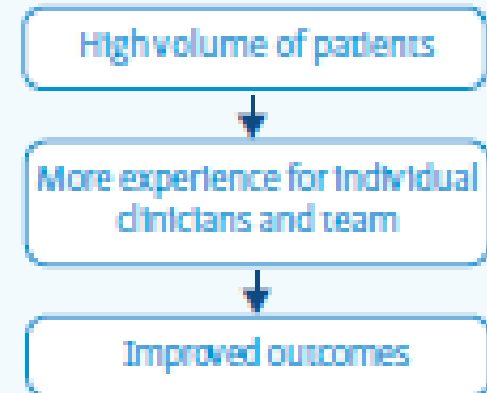 High volume of patients
More experience for individual
clinicians and team
Improved outcomes